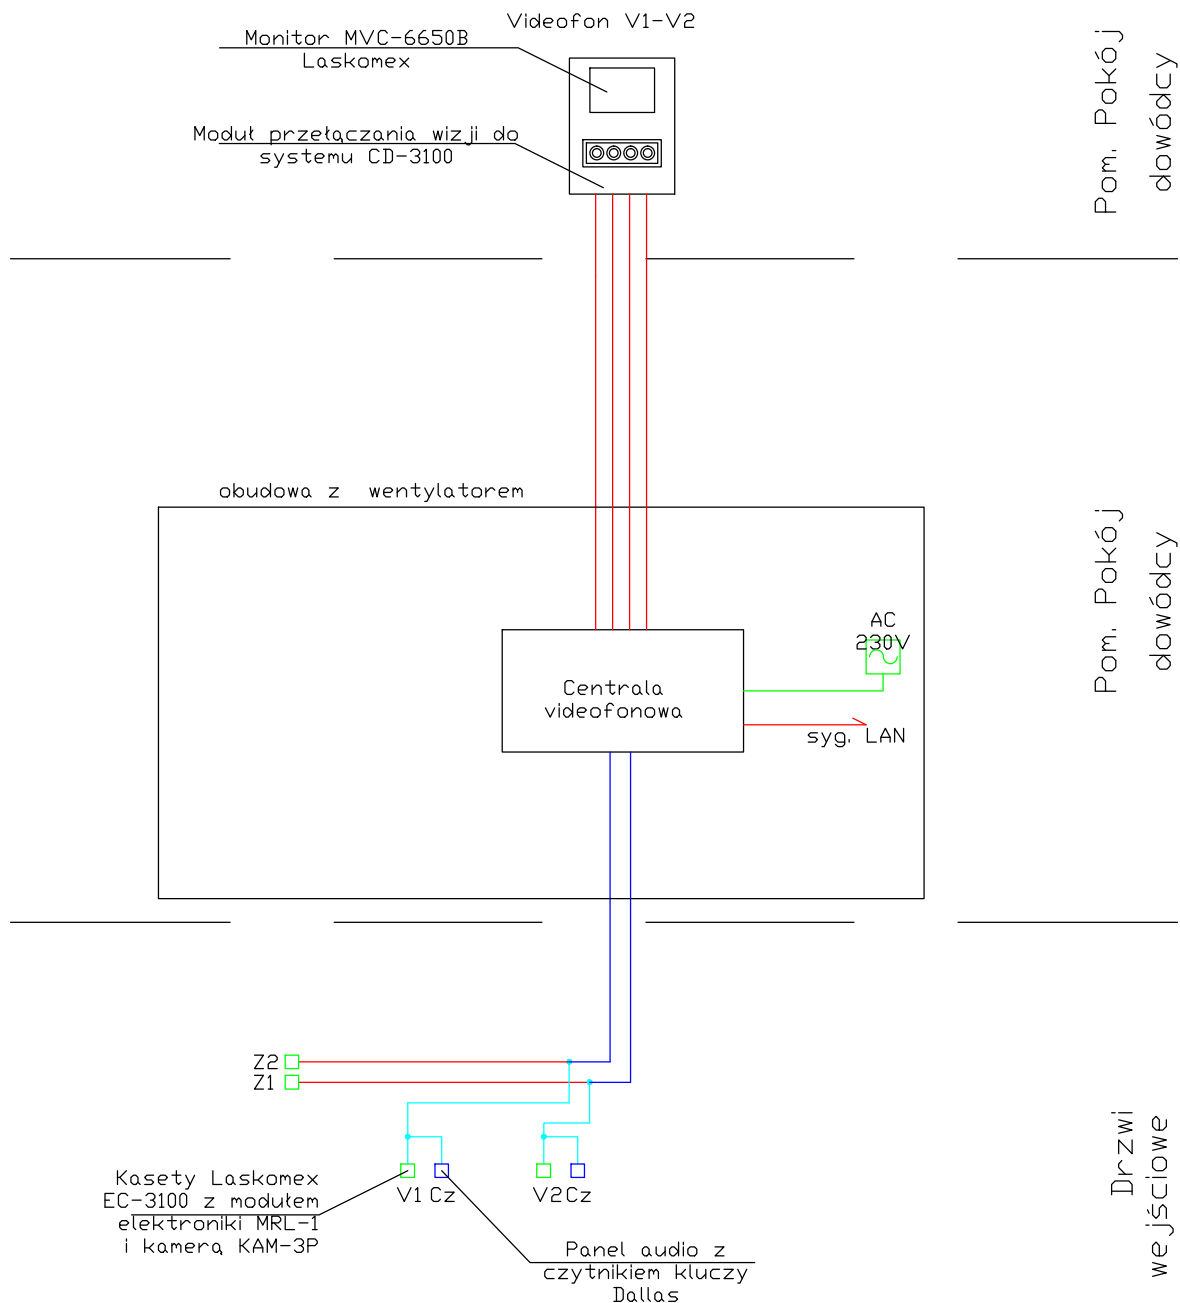 Videofon V1-V2
Monitor MVC-6650B
Laskomex
Moduł przełączania wizji do
systemu CD-3100
Pom. Pokój
dowódcy
obudowa z wentylatorem
Pom. Pokój
dowódcy
AC
230V
Centrala
videofonowa
syg. LAN
Z2
Z1
V1 Cz
V2 Cz
Drzwi
wejściowe
Kasety Laskomex
EC-3100 z modułem
elektroniki MRL-1
i kamerą KAM-3P
Panel audio z
czytnikiem kluczy
Dallas